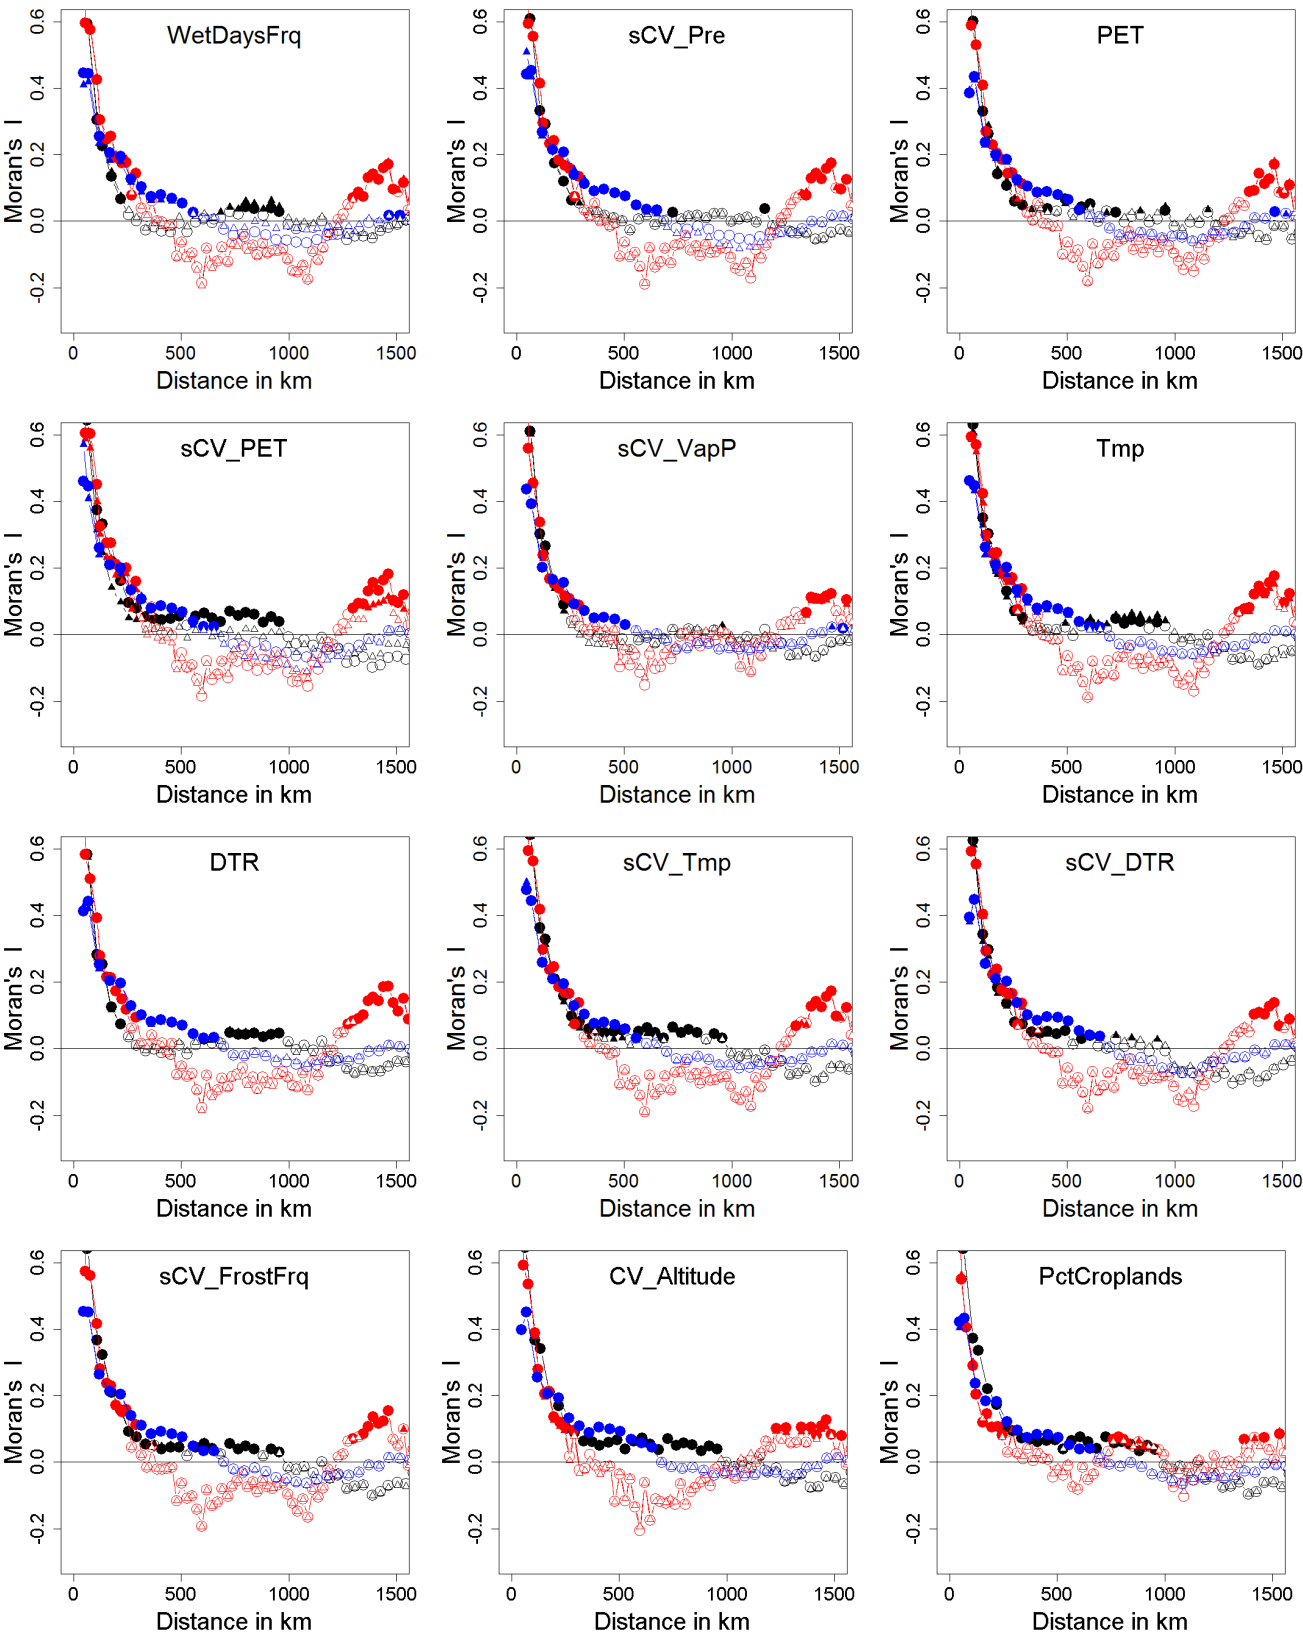 WetDaysFrq
sCV_Pre
PET
Moran's I
-0.2 0.0 0.2 0.4 0.6
Moran's I
-0.2 0.0 0.2 0.4 0.6
Moran's I
-0.2 0.0 0.2 0.4 0.6
0 500 1000 1500
0 500 1000 1500
0 500 1000 1500
Distance in km
Distance in km
Distance in km
sCV_PET
sCV_VapP
Tmp
Moran's I
-0.2 0.0 0.2 0.4 0.6
Moran's I
-0.2 0.0 0.2 0.4 0.6
Moran's I
-0.2 0.0 0.2 0.4 0.6
0 500 1000 1500
0 500 1000 1500
0 500 1000 1500
Distance in km
Distance in km
Distance in km
DTR
sCV_Tmp
sCV_DTR
Moran's I
-0.2 0.0 0.2 0.4 0.6
Moran's I
-0.2 0.0 0.2 0.4 0.6
Moran's I
-0.2 0.0 0.2 0.4 0.6
0 500 1000 1500
0 500 1000 1500
0 500 1000 1500
Distance in km
Distance in km
Distance in km
sCV_FrostFrq
CV_Altitude
PctCroplands
Moran's I
-0.2 0.0 0.2 0.4 0.6
Moran's I
-0.2 0.0 0.2 0.4 0.6
Moran's I
-0.2 0.0 0.2 0.4 0.6
0 500 1000 1500
0 500 1000 1500
0 500 1000 1500
Distance in km
Distance in km
Distance in km